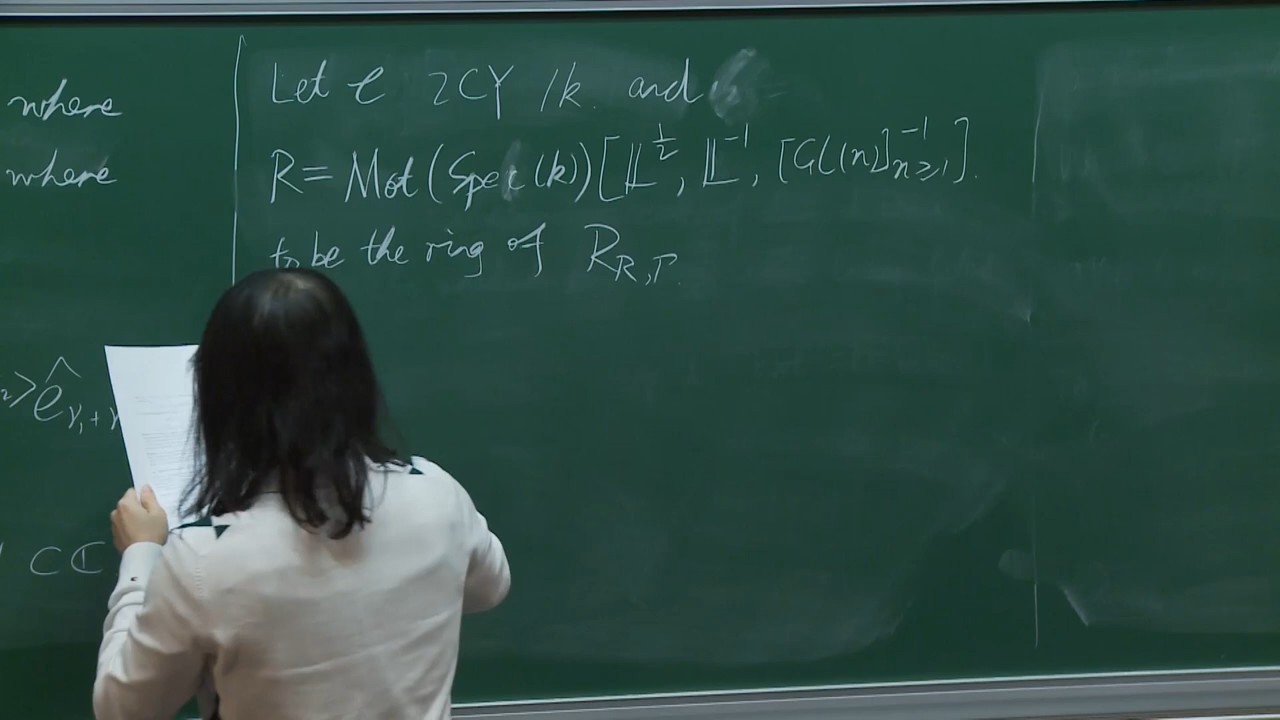 where
where
₂>ê_{γ₁+γ
C ℂ
Let C 2CY /k. and
R = Mot(Spec(k))[𝕃^{1/2}, 𝕃^{-1}, [GL(n)]^{-1}_{n≥1}].
to be the ring of R_{R,Γ}.